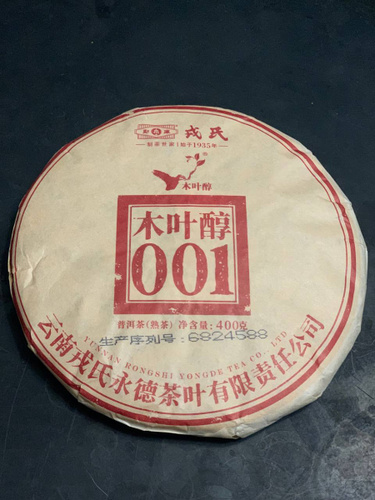 戎氏
制茶世家|始于1935年
木叶醇
木叶醇
001
普洱茶(熟茶) 净含量:400克
生产序列号:6824588
YUNNAN RONGSHI YONGDE TEA CO., LTD
云南戎氏永德茶叶有限责任公司